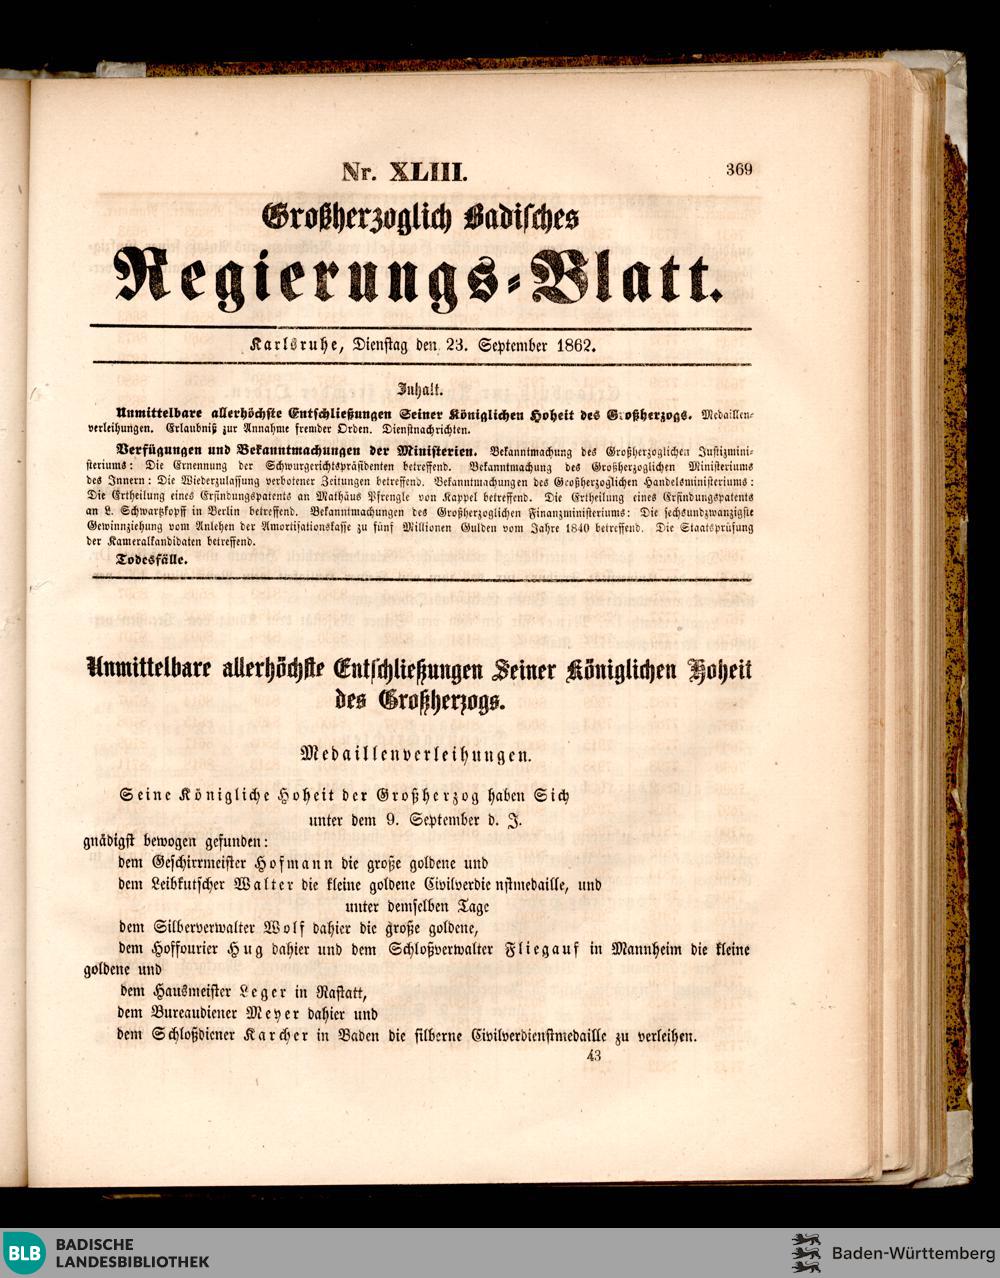 Nr. XLIII.
369
Großherzoglich Badisches
Regierungs-Blatt.
Karlsruhe, Dienstag den 23. September 1862.
Inhalt.
Unmittelbare allerhöchste Entschließungen Seiner Königlichen Hoheit des Großherzogs. Medaillen-
verleihungen. Erlaubniß zur Annahme fremder Orden. Dienstnachrichten.
Verfügungen und Bekanntmachungen der Ministerien. Bekanntmachung des Großherzoglichen Justizmini-
steriums: Die Ernennung der Schwurgerichtspräsidenten betreffend. Bekanntmachung des Großherzoglichen Ministeriums
des Innern: Die Wiederzulassung verbotener Zeitungen betreffend. Bekanntmachungen des Großherzoglichen Handelsministeriums:
Die Ertheilung eines Erfindungspatents an Mathäus Pfrengle von Kappel betreffend. Die Ertheilung eines Erfindungspatents
an L. Schwartzkopff in Berlin betreffend. Bekanntmachungen des Großherzoglichen Finanzministeriums: Die sechsundzwanzigste
Gewinnziehung vom Anlehen der Amortisationskasse zu fünf Millionen Gulden vom Jahre 1840 betreffend. Die Staatsprüfung
der Kameralkandidaten betreffend.
Todesfälle.
Unmittelbare allerhöchste Entschließungen Seiner Königlichen Hoheit
des Großherzogs.
Medaillenverleihungen.
Seine Königliche Hoheit der Großherzog haben Sich
unter dem 9. September d. J.
gnädigst bewogen gefunden:
dem Geschirrmeister Hofmann die große goldene und
dem Leibkutscher Walter die kleine goldene Civilverdienstmedaille, und
unter demselben Tage
dem Silberverwalter Wolf dahier die große goldene,
dem Hoffourier Hug dahier und dem Schloßverwalter Fliegauf in Mannheim die kleine
goldene und
dem Hausmeister Leger in Rastatt,
dem Bureaudiener Meyer dahier und
dem Schloßdiener Karcher in Baden die silberne Civilverdienstmedaille zu verleihen.
43
BLB
BADISCHE
LANDESBIBLIOTHEK
Baden-Württemberg